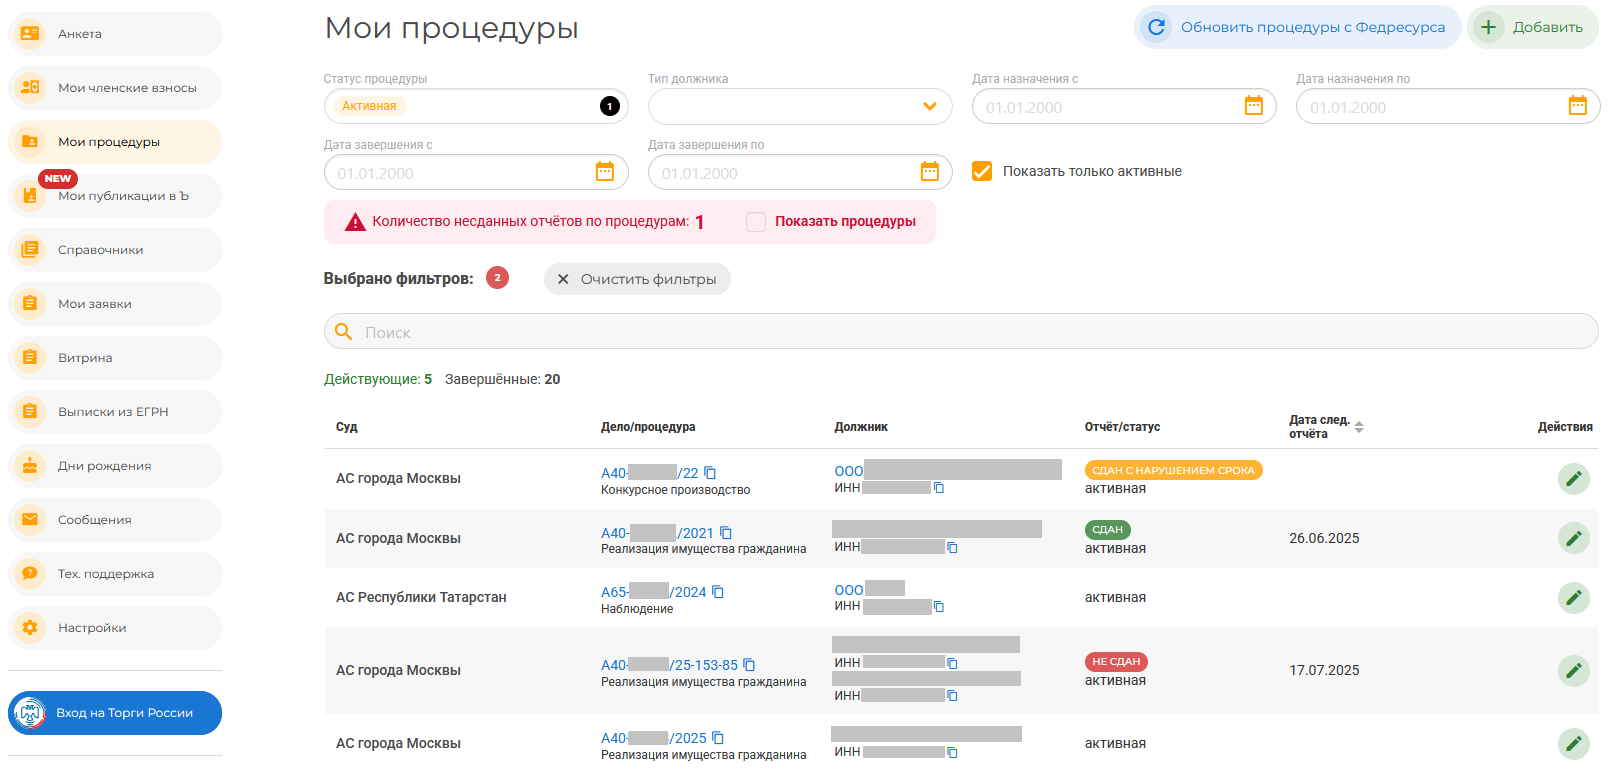 Анкета
Мои членские взносы
Мои процедуры
NEW
Мои публикации в Ъ
Справочники
Мои заявки
Витрина
Выписки из ЕГРН
Дни рождения
Сообщения
Тех. поддержка
Настройки
Вход на Торги России
Мои процедуры
Обновить процедуры с Федресурса
Добавить
Статус процедуры
Тип должника
Дата назначения с
Дата назначения по
Активная 1
01.01.2000
01.01.2000
Дата завершения с
Дата завершения по
01.01.2000
01.01.2000
Показать только активные
Количество несданных отчётов по процедурам: 1
Показать процедуры
Выбрано фильтров: 2
Очистить фильтры
Поиск
Действующие: 5 Завершённые: 20
Суд
Дело/процедура
Должник
Отчёт/статус
Дата след.
отчёта
Действия
АС города Москвы
А40- /22
Конкурсное производство
ООО
ИНН
СДАН С НАРУШЕНИЕМ СРОКА
активная
АС города Москвы
А40- /2021
Реализация имущества гражданина
ИНН
СДАН
активная
26.06.2025
АС Республики Татарстан
А65- /2024
Наблюдение
ООО
ИНН
активная
АС города Москвы
А40- /25-153-85
Реализация имущества гражданина
ИНН
ИНН
НЕ СДАН
активная
17.07.2025
АС города Москвы
А40- /2025
Реализация имущества гражданина
ИНН
активная